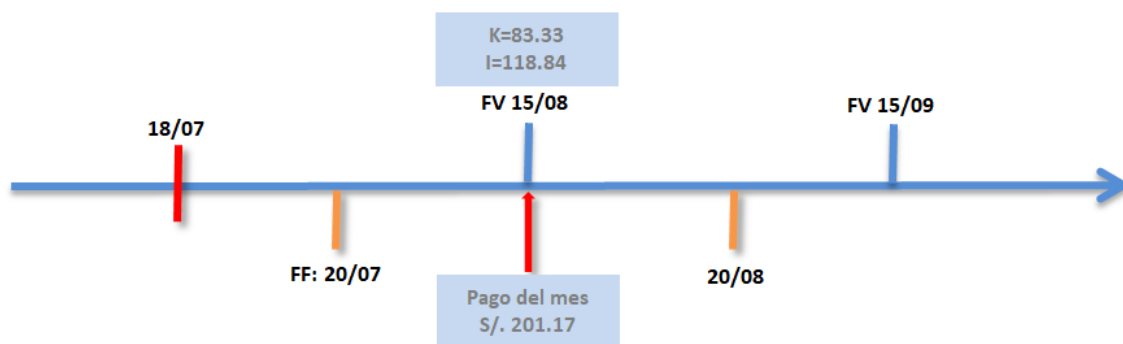 K=83.33
I=118.84
FV 15/08
FV 15/09
18/07
FF: 20/07
20/08
Pago del mes
S/. 201.17